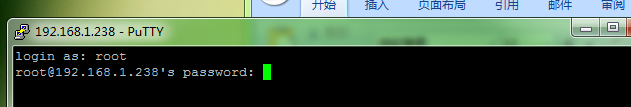 开始 插入 页面布局 引用 邮件 审阅
192.168.1.238 - PuTTY
login as: root
root@192.168.1.238's password: